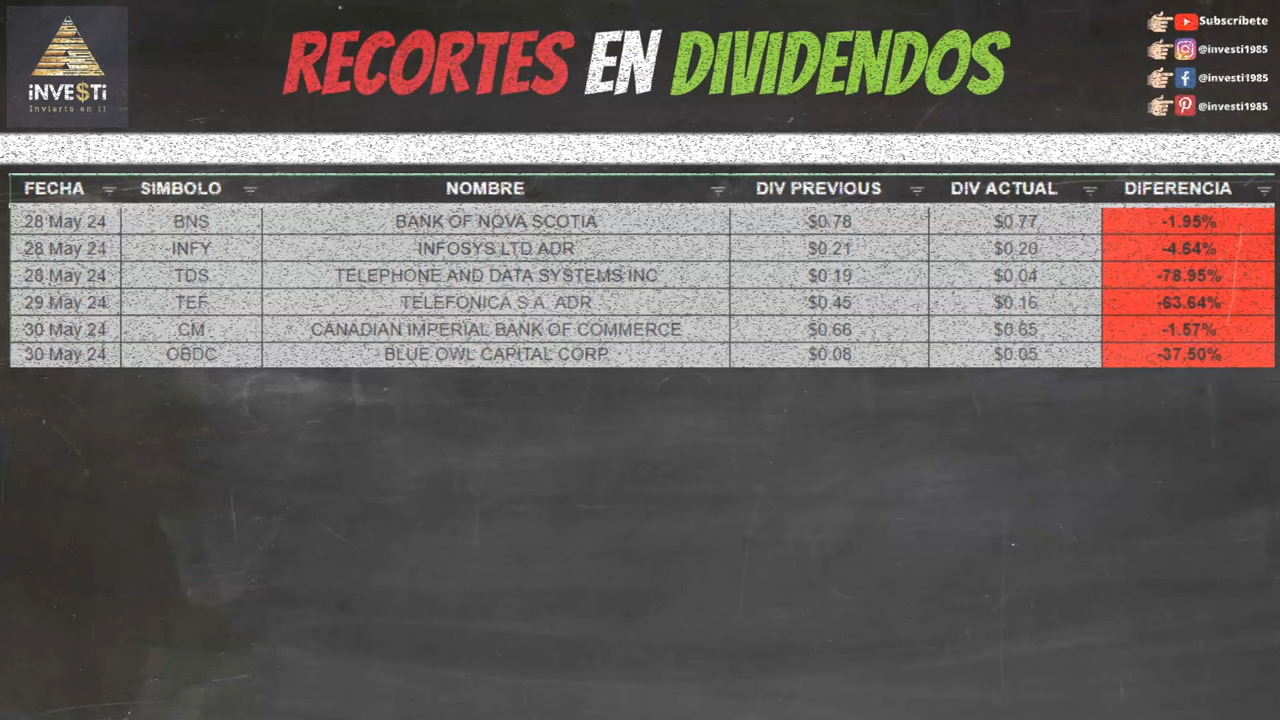 iNVE$Ti
Invierte en ti
RECORTES EN DIVIDENDOS
Subscríbete
@investi1985
@investi1985
@investi1985
FECHA SIMBOLO NOMBRE DIV PREVIOUS DIV ACTUAL DIFERENCIA
28 May 24 BNS BANK OF NOVA SCOTIA $0.78 $0.77 -1.95%
28 May 24 INFY INFOSYS LTD ADR $0.21 $0.20 -4.64%
28 May 24 TDS TELEPHONE AND DATA SYSTEMS INC $0.19 $0.04 -78.95%
29 May 24 TEF TELEFONICA S.A. ADR $0.45 $0.16 -63.64%
30 May 24 CM CANADIAN IMPERIAL BANK OF COMMERCE $0.66 $0.65 -1.57%
30 May 24 OBDC BLUE OWL CAPITAL CORP. $0.08 $0.05 -37.50%